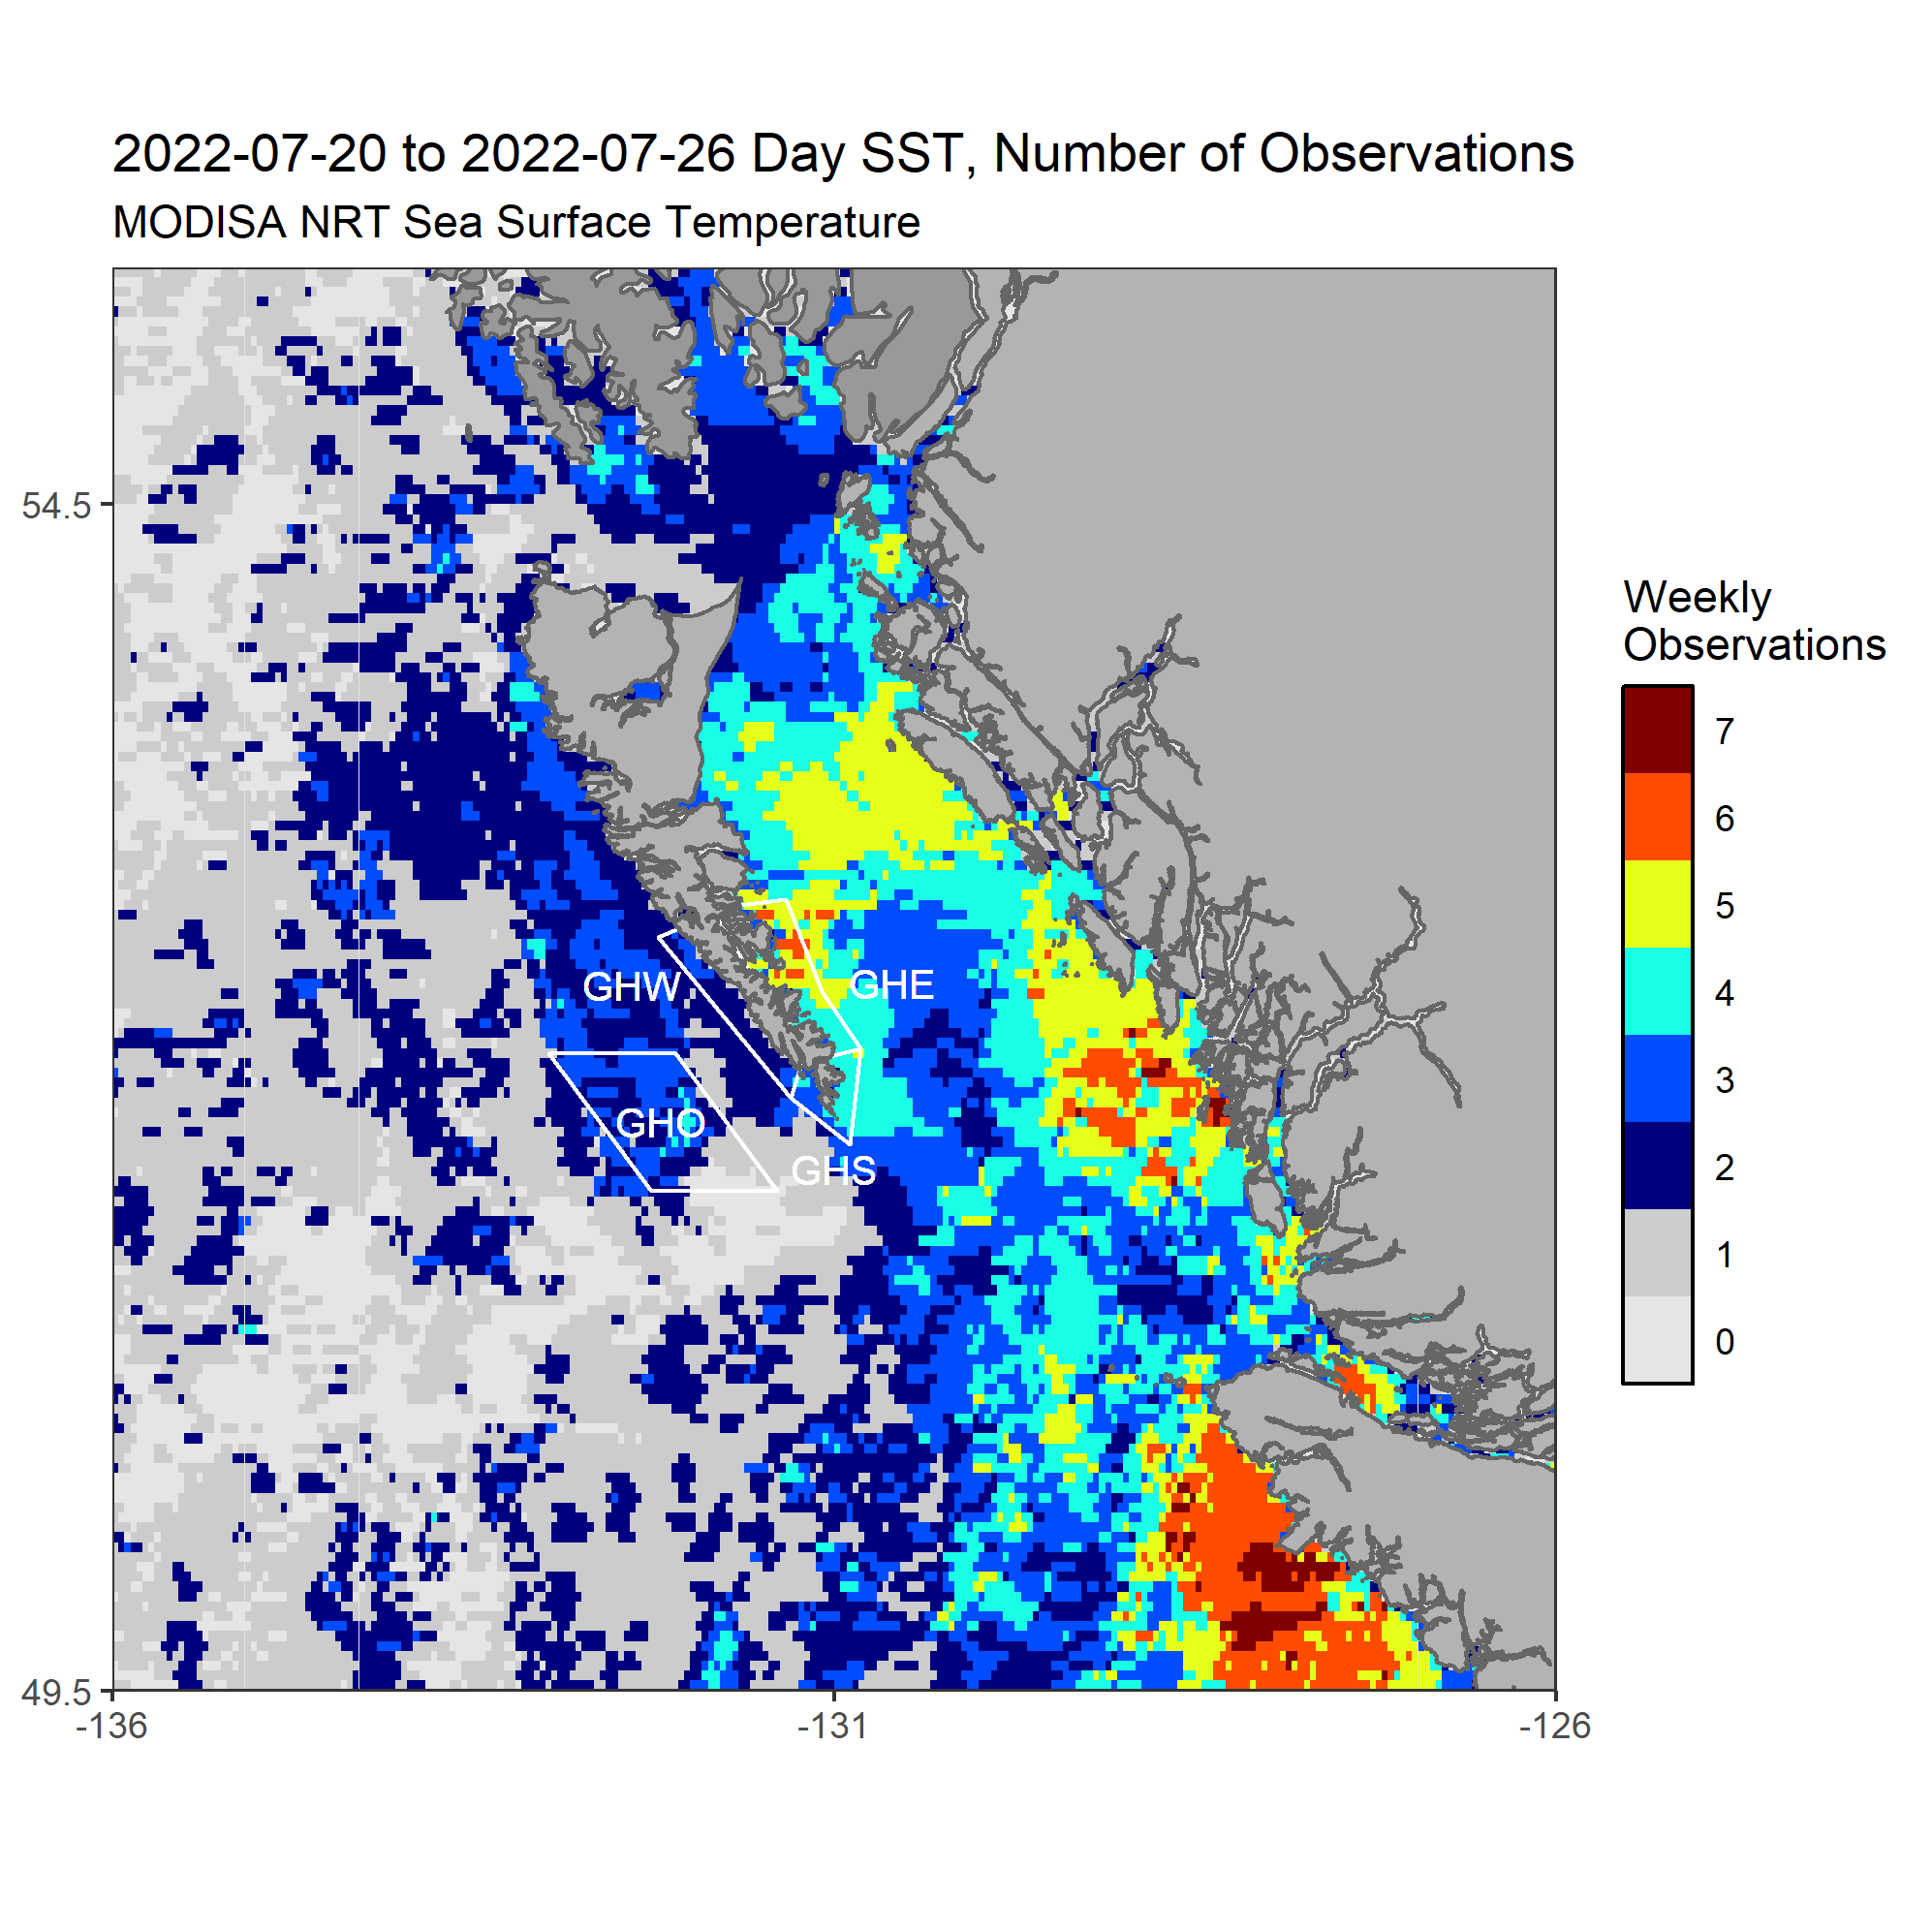 2022-07-20 to 2022-07-26 Day SST, Number of Observations
MODISA NRT Sea Surface Temperature
54.5
49.5
-136
-131
-126
GHW
GHE
GHO
GHS
Weekly
Observations
7
6
5
4
3
2
1
0